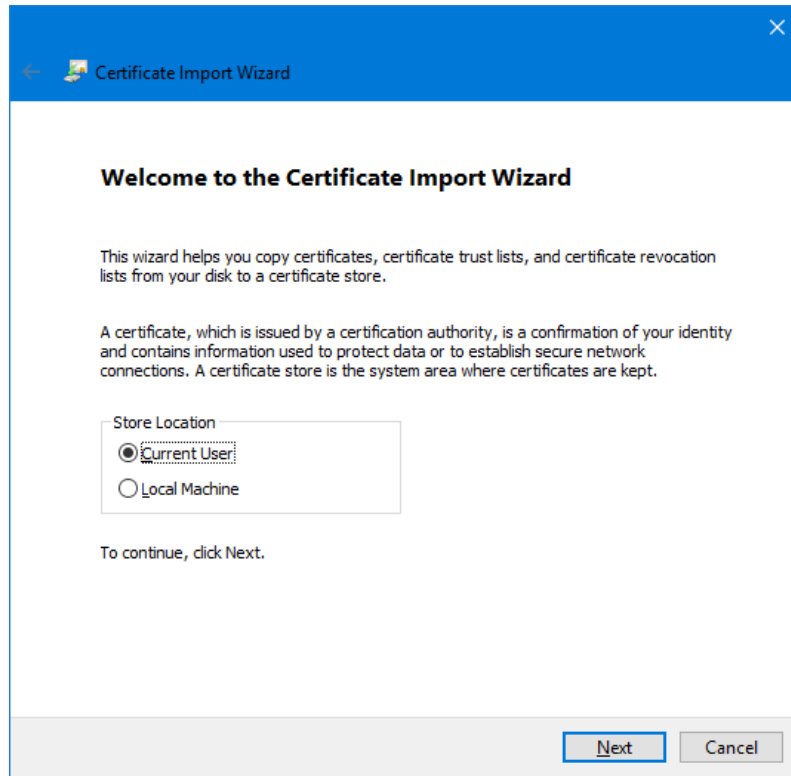 Certificate Import Wizard
Welcome to the Certificate Import Wizard
This wizard helps you copy certificates, certificate trust lists, and certificate revocation
lists from your disk to a certificate store.
A certificate, which is issued by a certification authority, is a confirmation of your identity
and contains information used to protect data or to establish secure network
connections. A certificate store is the system area where certificates are kept.
Store Location
Current User
Local Machine
To continue, click Next.
Next
Cancel